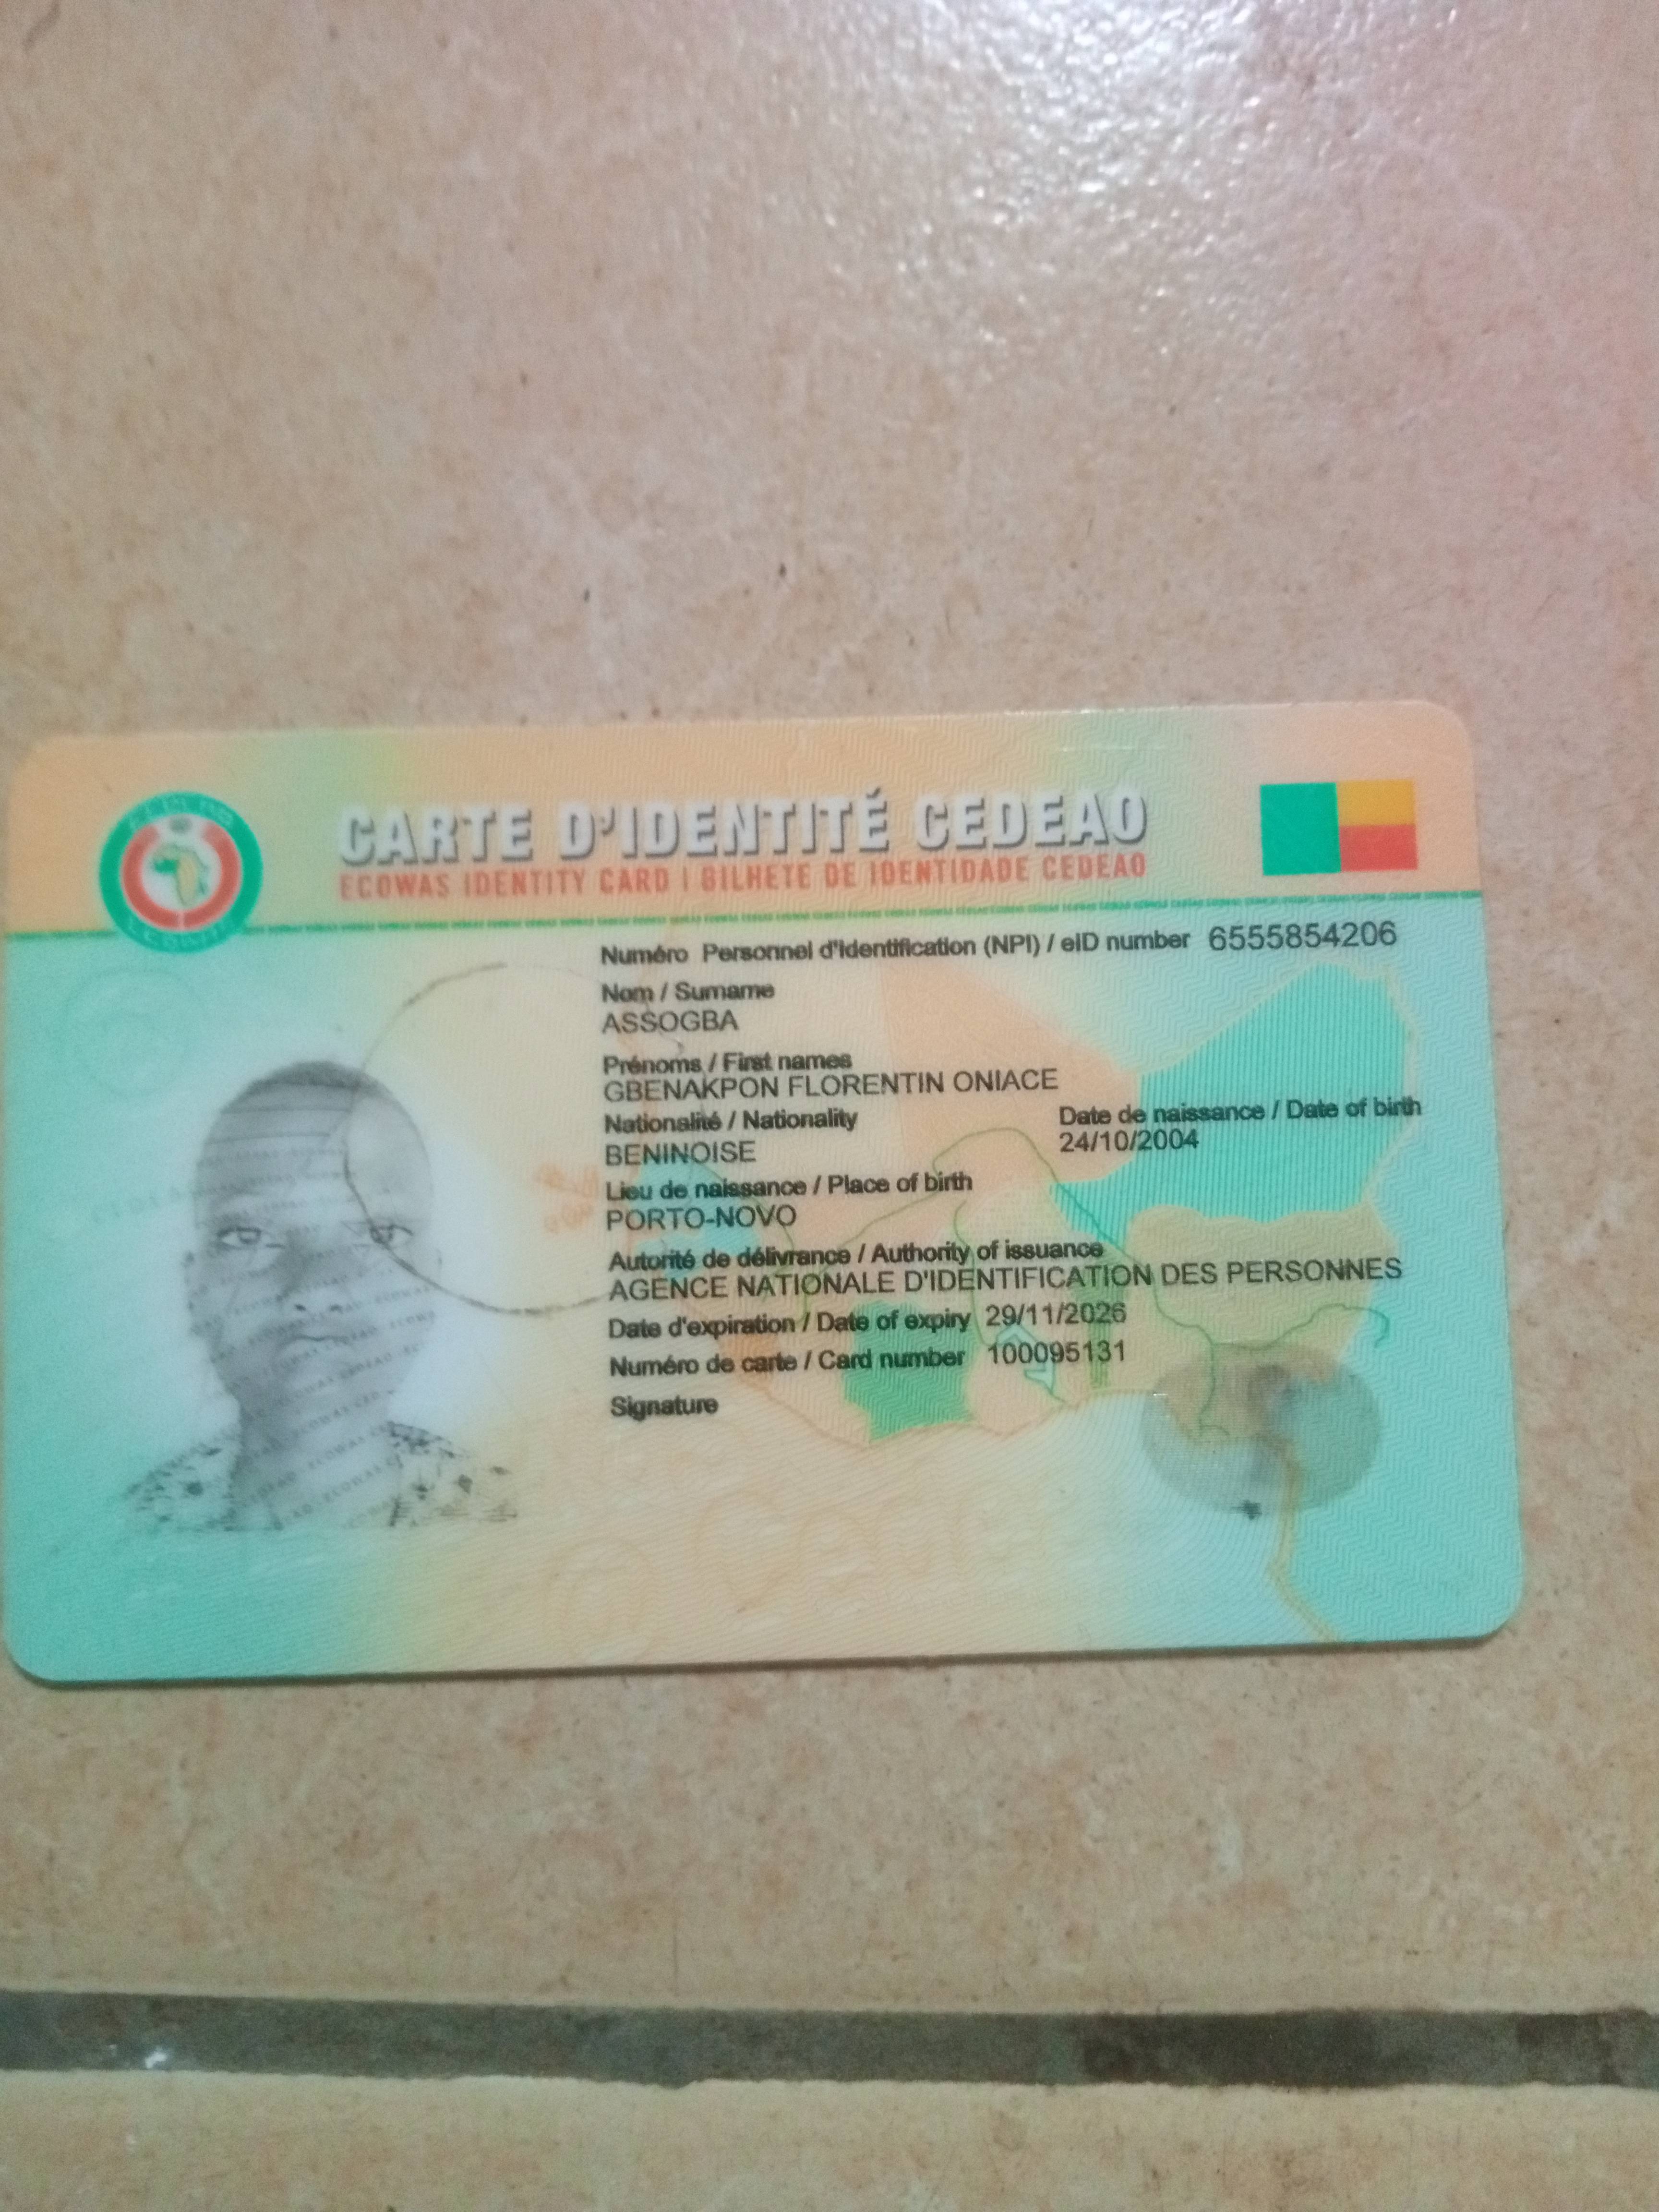 CARTE D'IDENTITÉ CEDEAO
ECOWAS IDENTITY CARD | BILHETE DE IDENTIDADE CEDEAO
Numéro Personnel d'Identification (NPI) / eID number 6555854206
Nom / Surname
ASSOGBA
Prénoms / First names
GBENAKPON FLORENTIN ONIACE
Nationalité / Nationality
BENINOISE
Date de naissance / Date of birth
24/10/2004
Lieu de naissance / Place of birth
PORTO-NOVO
Autorité de délivrance / Authority of issuance
AGENCE NATIONALE D'IDENTIFICATION DES PERSONNES
Date d'expiration / Date of expiry 29/11/2026
Numéro de carte / Card number 100095131
Signature